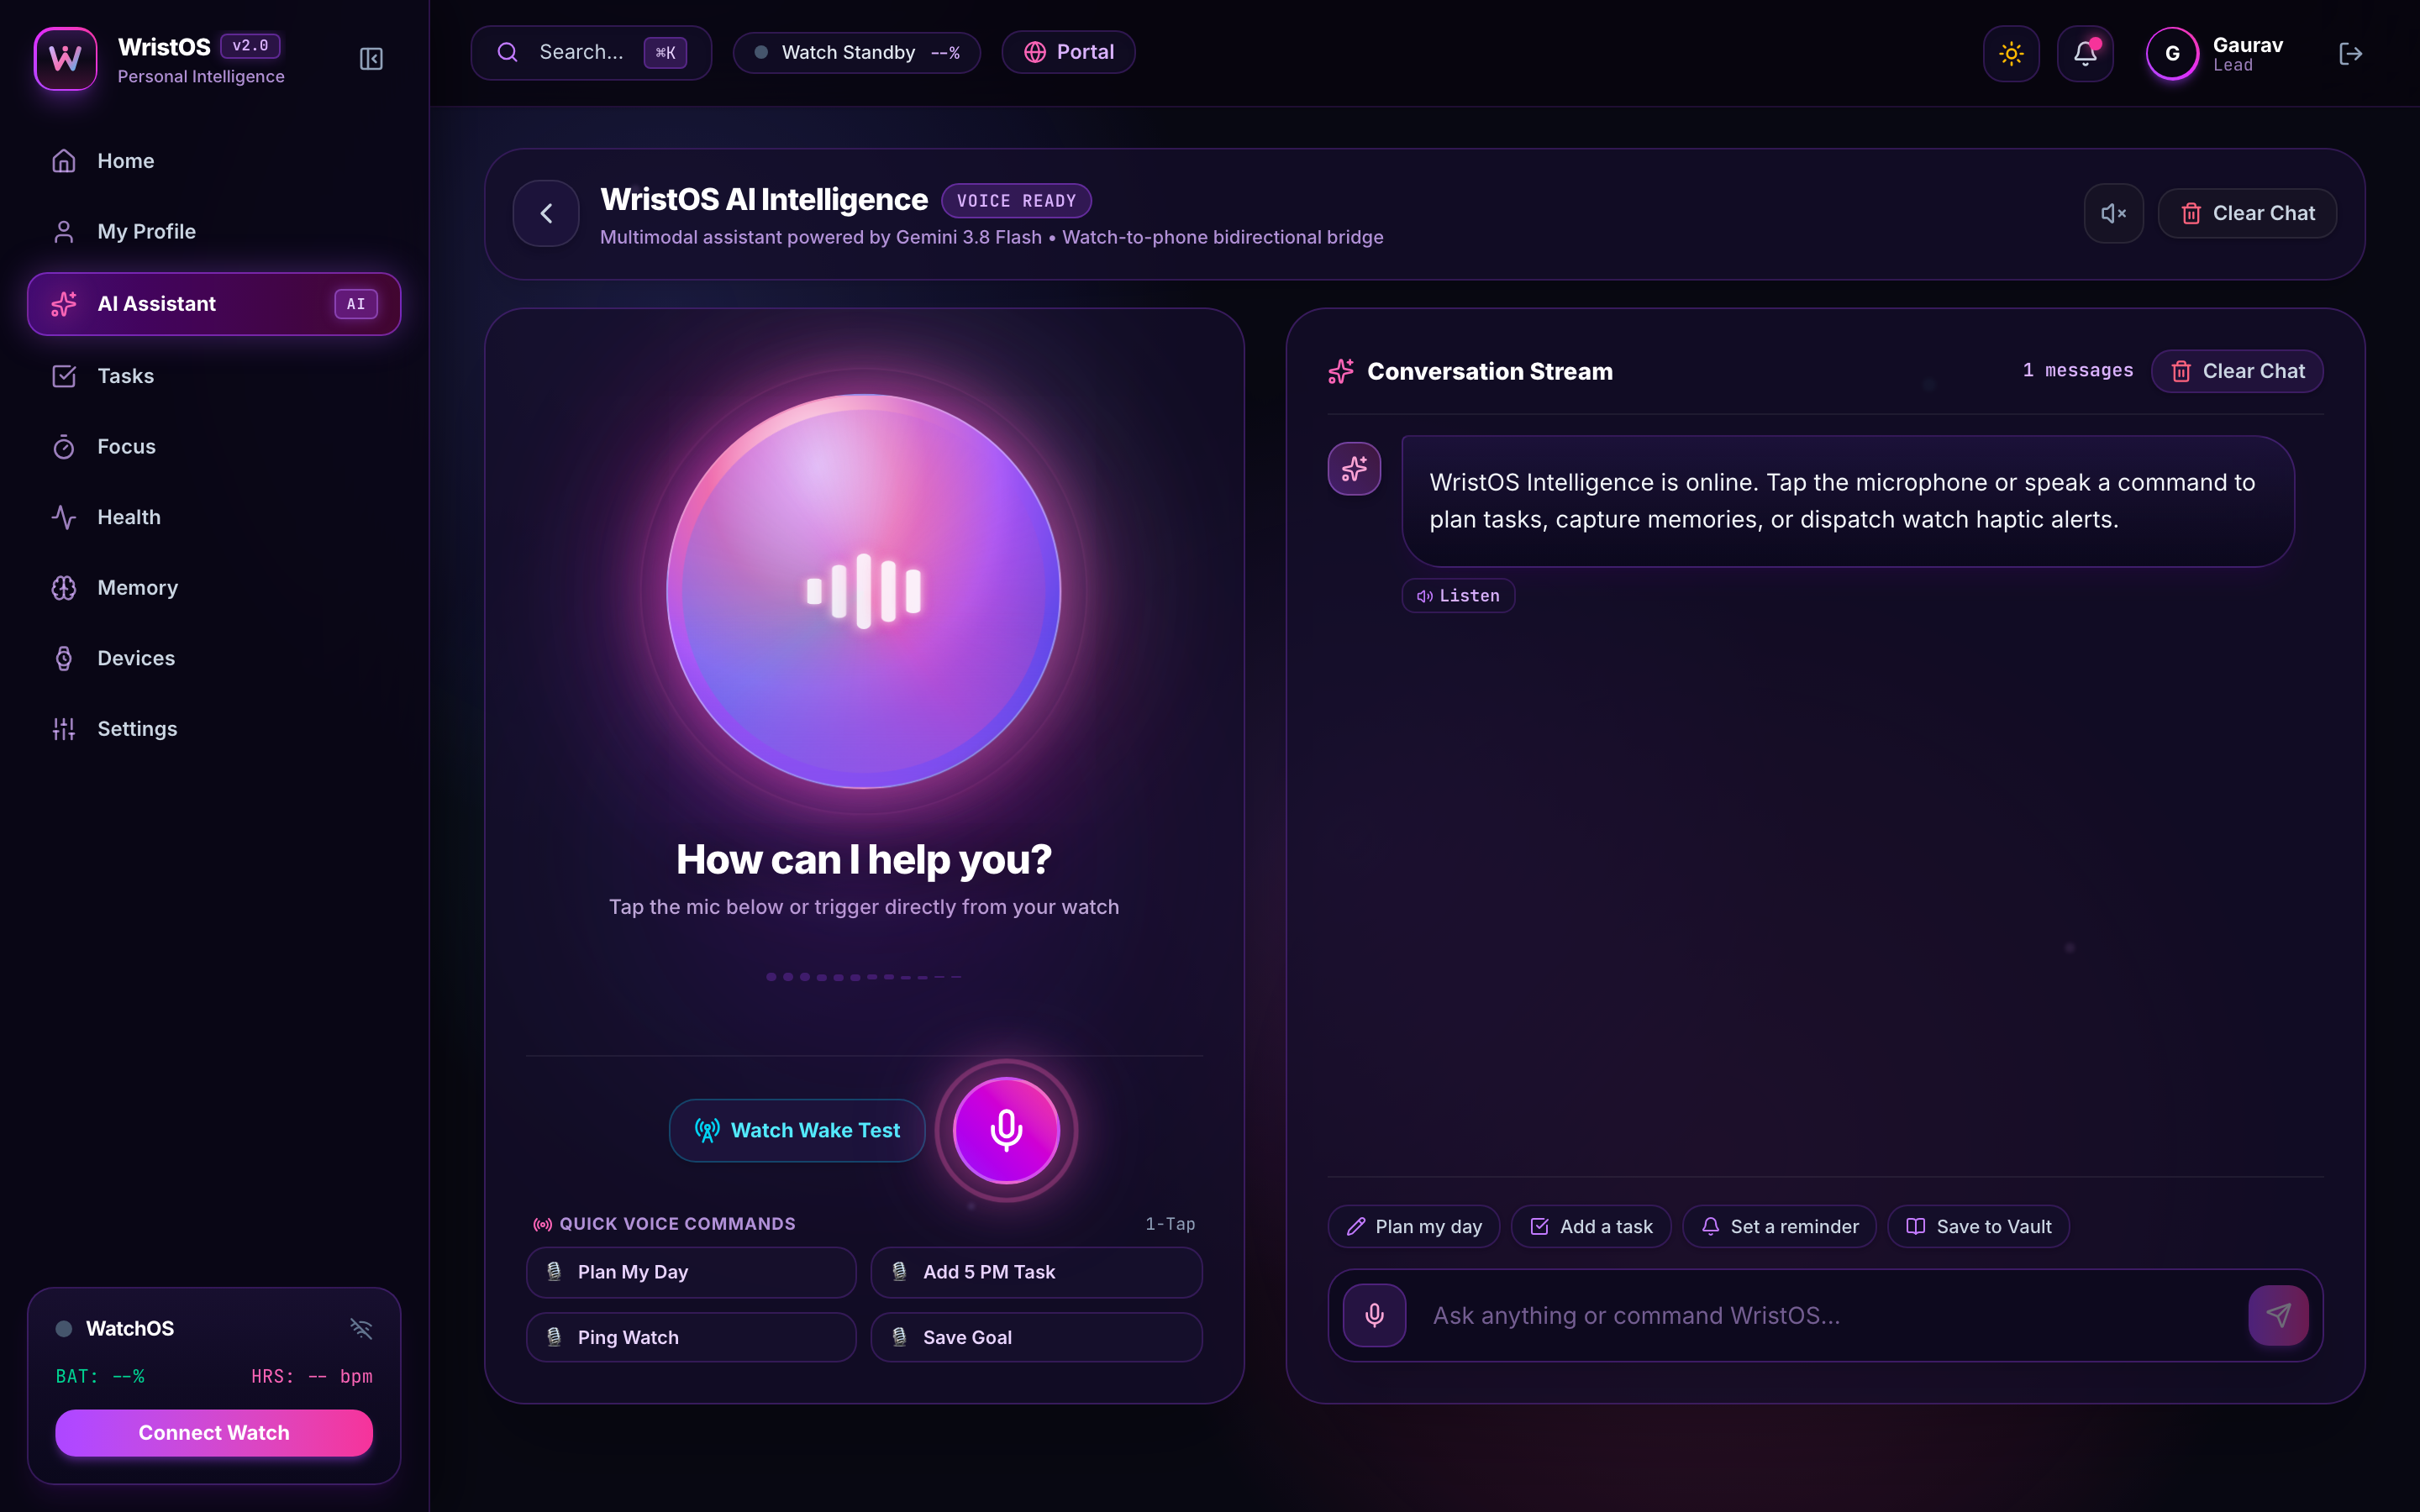 WristOS v2.0
Personal Intelligence
Home
My Profile
AI Assistant AI
Tasks
Focus
Health
Memory
Devices
Settings
WatchOS
BAT: --% HRS: -- bpm
Connect Watch
Search... ⌘K
Watch Standby --%
Portal
G
Gaurav
Lead
WristOS AI Intelligence VOICE READY
Multimodal assistant powered by Gemini 3.8 Flash • Watch-to-phone bidirectional bridge
Clear Chat
How can I help you?
Tap the mic below or trigger directly from your watch
Watch Wake Test
QUICK VOICE COMMANDS 1-Tap
Plan My Day
Add 5 PM Task
Ping Watch
Save Goal
Conversation Stream 1 messages Clear Chat
WristOS Intelligence is online. Tap the microphone or speak a command to
plan tasks, capture memories, or dispatch watch haptic alerts.
Listen
Plan my day
Add a task
Set a reminder
Save to Vault
Ask anything or command WristOS...